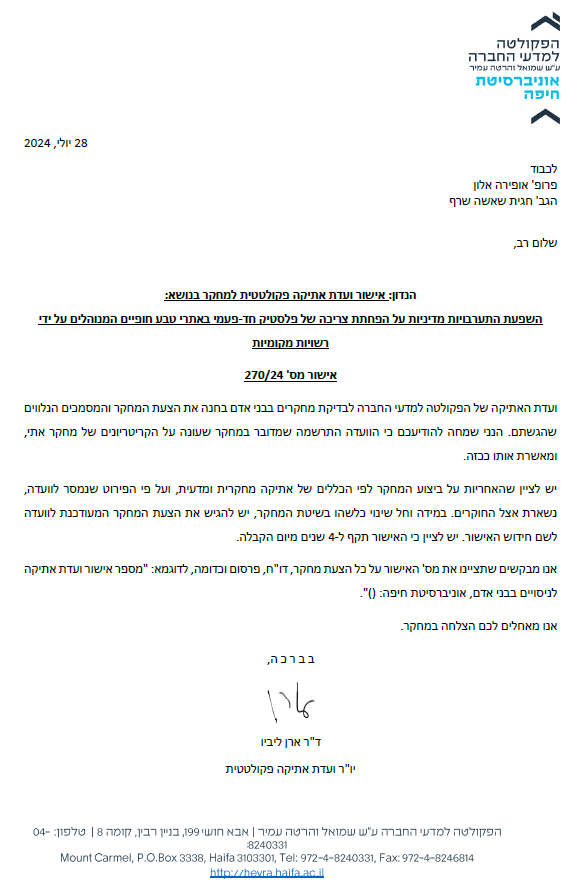 הפקולטה
למדעי החברה
ע"ש שמואל והרטה עמיר
אוניברסיטת
חיפה
28 יולי, 2024
לכבוד
פרופ' אופירה אלון
הגב' חגית שאשה שרף
שלום רב,
הנדון: אישור ועדת אתיקה פקולטטית למחקר בנושא:
השפעת התערבויות מדיניות על הפחתת צריכה של פלסטיק חד-פעמי באתרי טבע חופיים המנוהלים על ידי
רשויות מקומיות
אישור מס' 270/24
ועדת האתיקה של הפקולטה למדעי החברה לבדיקת מחקרים בבני אדם בחנה את הצעת המחקר והמסמכים הנלווים
שהגשתם. הנני שמחה להודיעכם כי הוועדה התרשמה שמדובר במחקר שעונה על הקריטריונים של מחקר אתי,
ומאשרת אותו ככזה.
יש לציין שהאחריות על ביצוע המחקר לפי הכללים של אתיקה מחקרית ומדעית, ועל פי הפירוט שנמסר לוועדה,
נשארת אצל החוקרים. במידה וחל שינוי כלשהו בשיטת המחקר, יש להגיש את הצעת המחקר המעודכנת לוועדה
לשם חידוש האישור. יש לציין כי האישור תקף ל-4 שנים מיום הקבלה.
אנו מבקשים שתציינו את מס' האישור על כל הצעת מחקר, דו"ח, פרסום וכדומה, לדוגמא: "מספר אישור ועדת אתיקה
לניסויים בבני אדם, אוניברסיטת חיפה: ()".
אנו מאחלים לכם הצלחה במחקר.
ב ב ר כ ה,
ד"ר ארן ליביו
יו"ר ועדת אתיקה פקולטטית
הפקולטה למדעי החברה ע"ש שמואל והרטה עמיר | אבא חושי 199, בניין רבין, קומה 8 | טלפון: 04-
8240331:
Mount Carmel, P.O.Box 3338, Haifa 3103301, Tel: 972-4-8240331, Fax: 972-4-8246814
http://hevra.haifa.ac.il